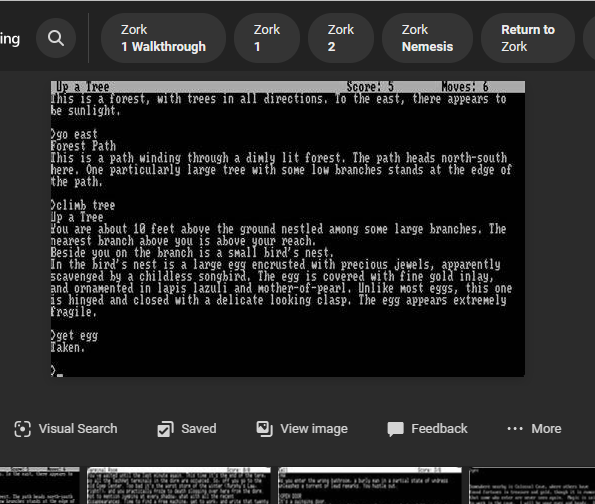 ing
Zork
1 Walkthrough
Zork
1
Zork
2
Zork
Nemesis
Return to
Zork
Up a Tree Score: 5 Moves: 6
This is a forest, with trees in all directions. To the east, there appears to
be sunlight.
>go east
Forest Path
This is a path winding through a dimly lit forest. The path heads north-south
here. One particularly large tree with some low branches stands at the edge of
the path.
>climb tree
Up a Tree
You are about 10 feet above the ground nestled among some large branches. The
nearest branch above you is above your reach.
Beside you on the branch is a small bird's nest.
In the bird's nest is a large egg encrusted with precious jewels, apparently
scavenged by a childless songbird. The egg is covered with fine gold inlay,
and ornamented in lapis lazuli and mother-of-pearl. Unlike most eggs, this one
is hinged and closed with a delicate looking clasp. The egg appears extremely
fragile.
>get egg
Taken.
>
Visual Search
Saved
View image
Feedback
More